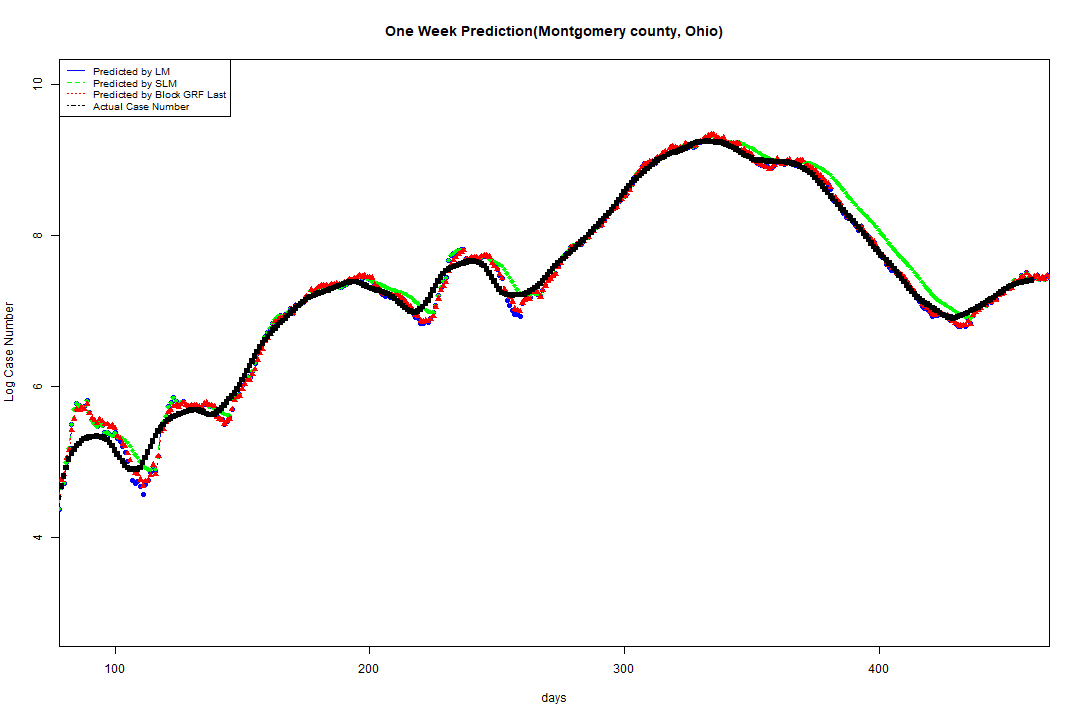 One Week Prediction(Montgomery county, Ohio)
Predicted by LM
Predicted by SLM
Predicted by Block GRF Last
Actual Case Number
10
8
6
4
Log Case Number
100 200 300 400
days